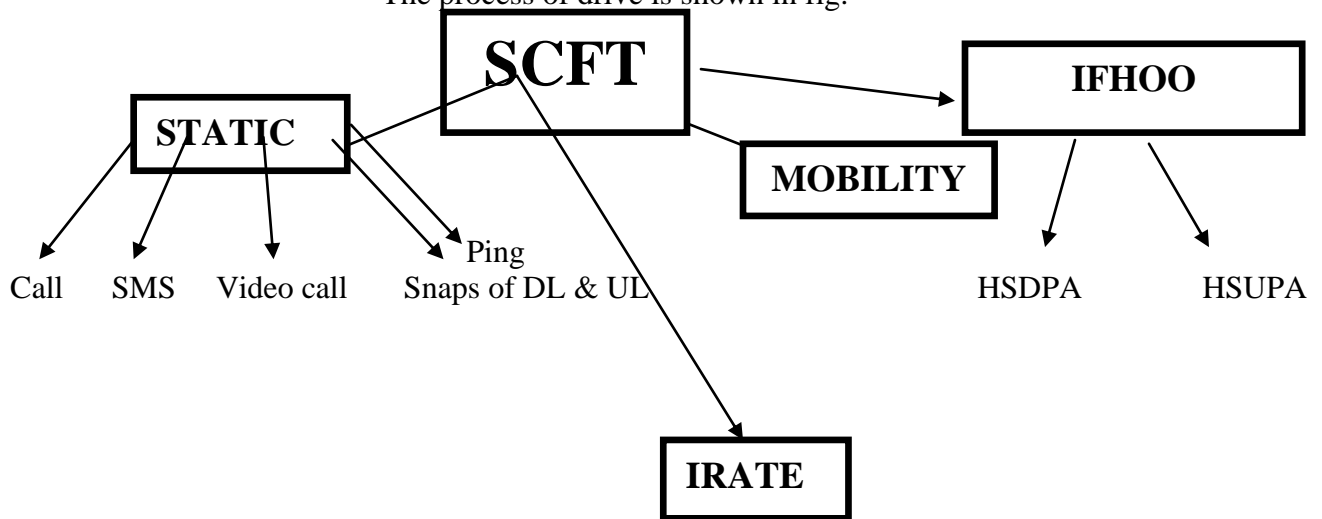 The process of drive is shown in fig.
SCFT
IFHOO
STATIC
MOBILITY
Ping
Call SMS Video call Snaps of DL & UL HSDPA HSUPA
IRATE